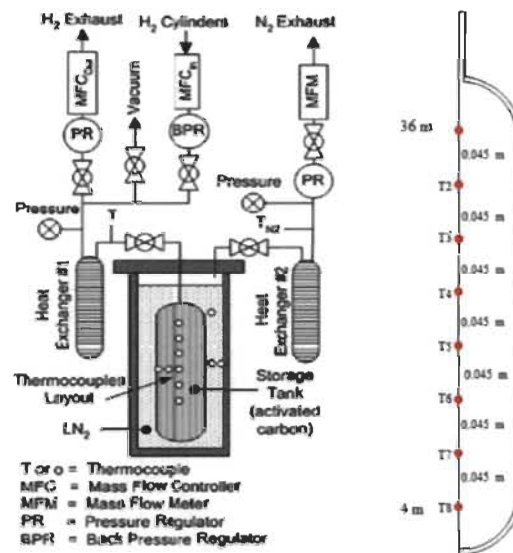 H2 Exhaust
H2 Cylinders
N2 Exhaust
MFCOut
Vacuum
MFCin
MFM
PR
BPR
PR
Pressure
Pressure
T
TN2
Heat
Exchanger #1
Heat
Exchanger #2
Thermocouples
Layout
Storage
Tank
(activated
carbon)
LN2
T or o = Thermocouple
MFC = Mass Flow Controller
MFM = Mass Flow Meter
PR = Pressure Regulator
BPR = Back Pressure Regulator
36 m
0.045 m
T2
0.045 m
T3
0.045 m
T4
0.045 m
T5
0.045 m
T6
0.045 m
T7
0.045 m
4 m
T8